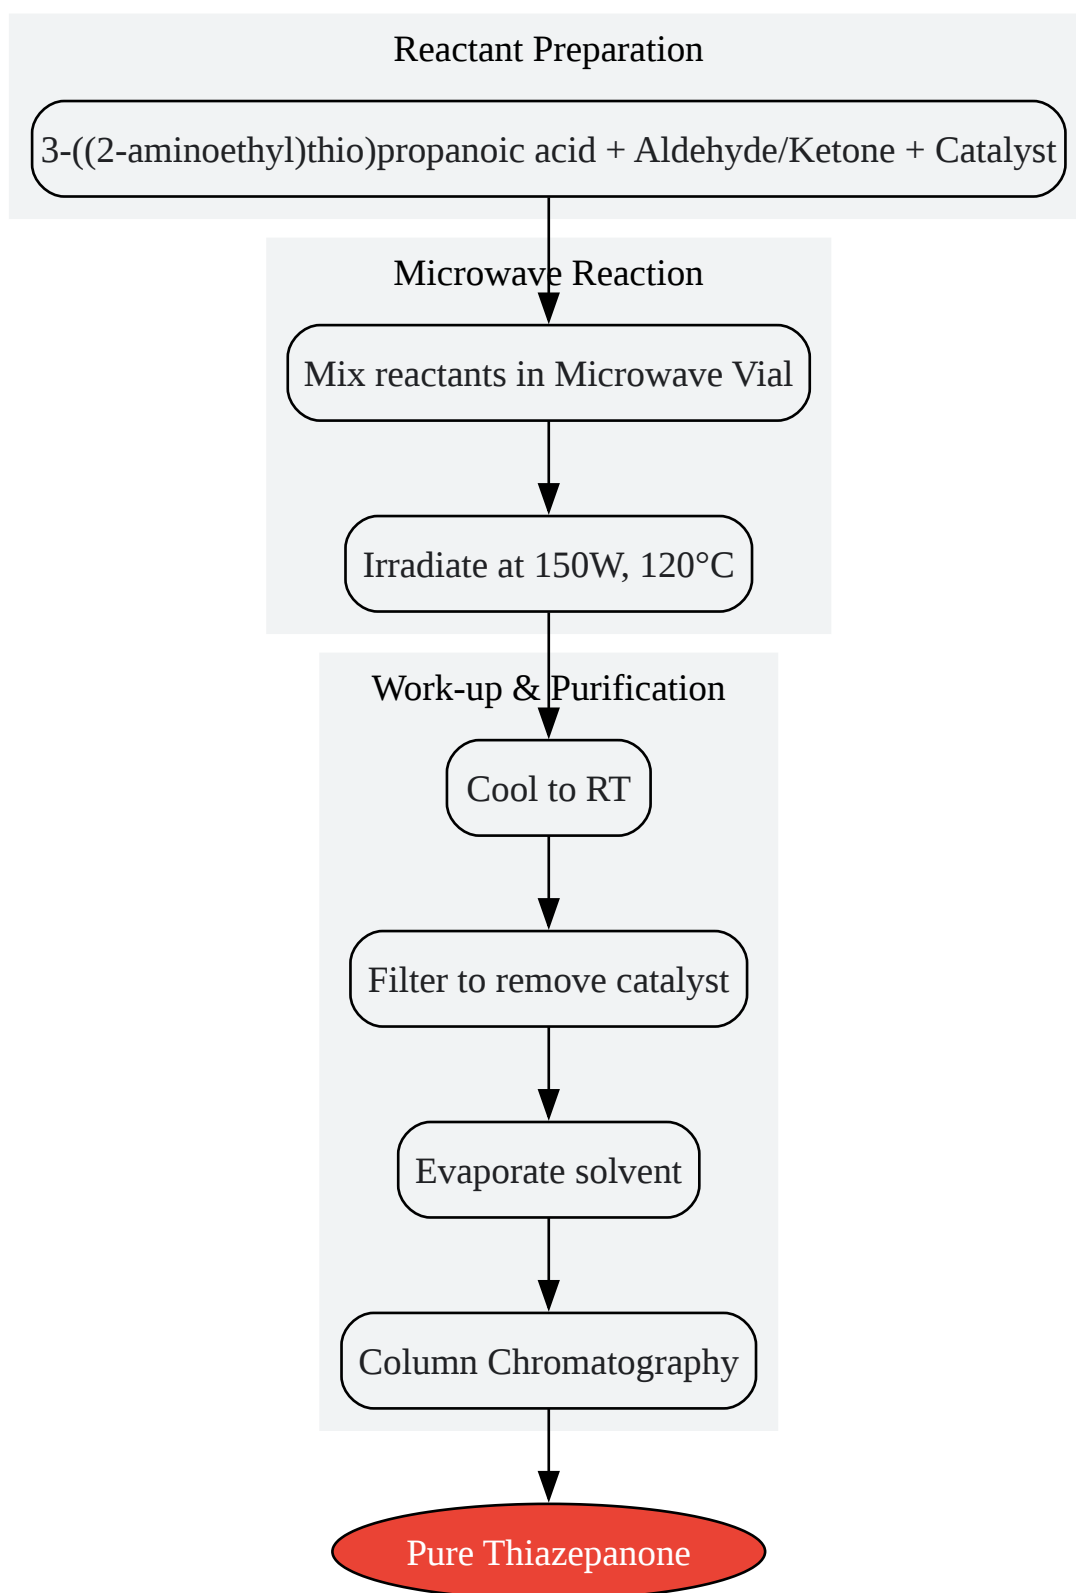 Reactant Preparation
3-((2-aminoethyl)thio)propanoic acid + Aldehyde/Ketone + Catalyst
Microwave Reaction
Mix reactants in Microwave Vial
Irradiate at 150W, 120°C
Work-up & Purification
Cool to RT
Filter to remove catalyst
Evaporate solvent
Column Chromatography
Pure Thiazepanone